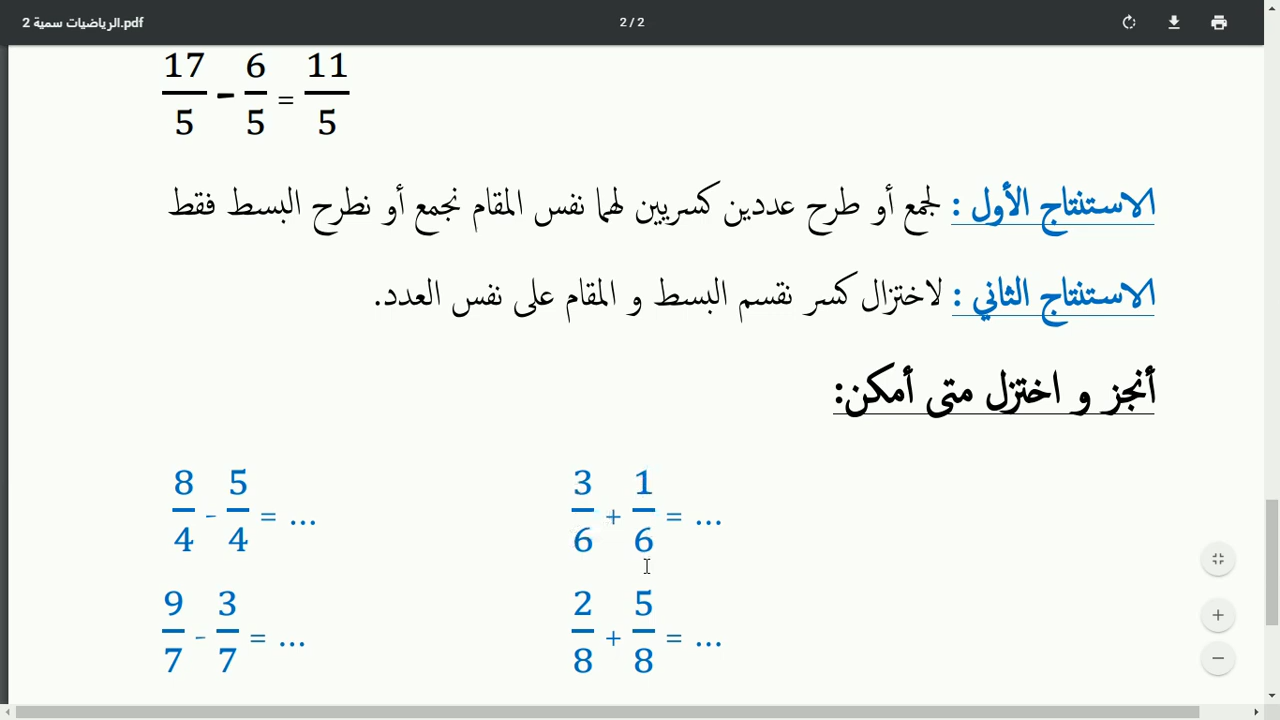 الرياضيات سمية 2.pdf
2 / 2
17/5 - 6/5 = 11/5
الاستنتاج الأول : لجمع أو طرح عددين كسريين لهما نفس المقام نجمع أو نطرح البسط فقط
الاستنتاج الثاني : لاختزال كسر نقسم البسط و المقام على نفس العدد.
أنجز و اختزل متى أمكن:
8/4 - 5/4 = ... 3/6 + 1/6 = ...
9/7 - 3/7 = ... 2/8 + 5/8 = ...